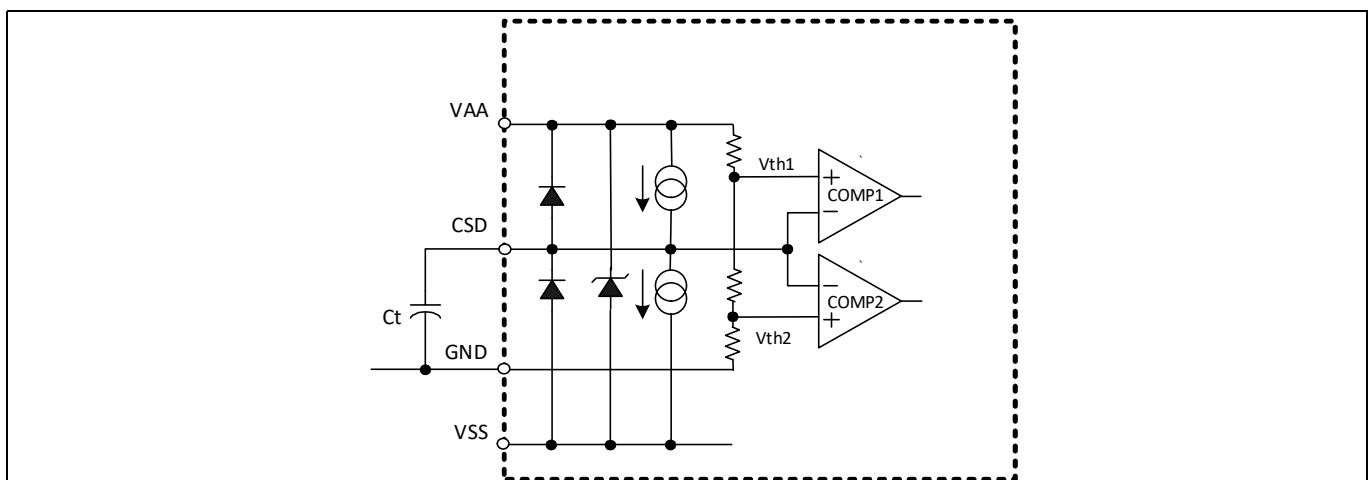 VAA
Vth1
+
COMP1
−
CSD
−
COMP2
+
Ct
Vth2
GND
VSS